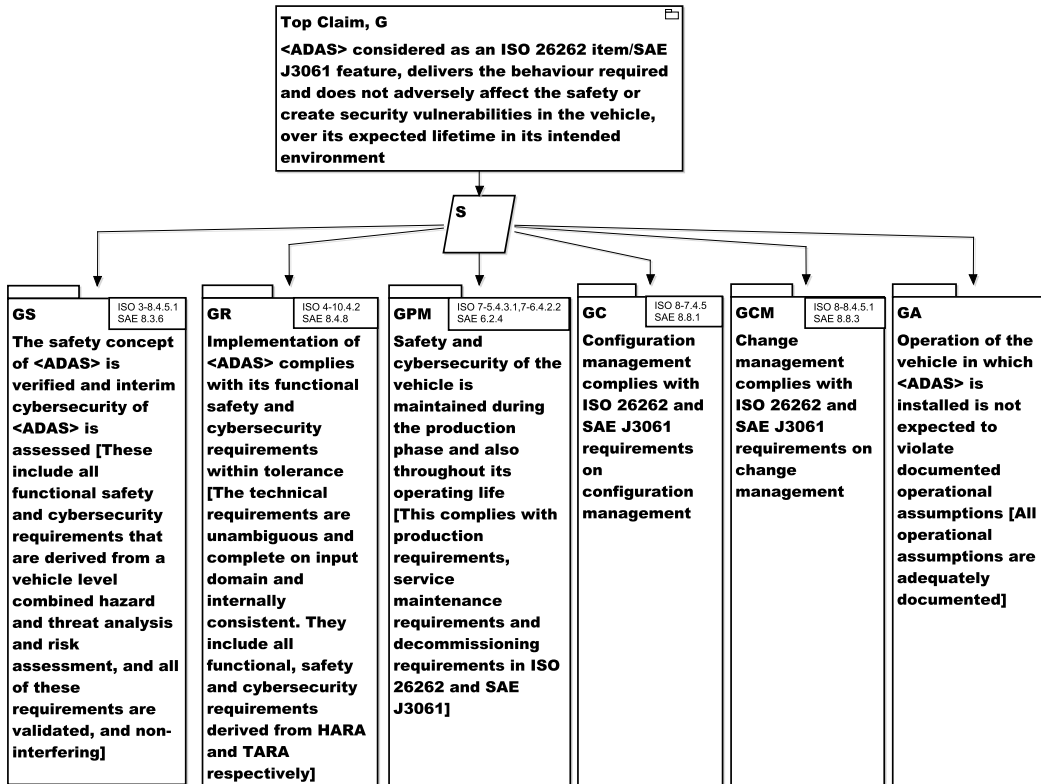 Top Claim, G
<ADAS> considered as an ISO 26262 item/SAE
J3061 feature, delivers the behaviour required
and does not adversely affect the safety or
create security vulnerabilities in the vehicle,
over its expected lifetime in its intended
environment
S
GS
ISO 3-8.4.5.1
SAE 8.3.6
The safety concept
of <ADAS> is
verified and interim
cybersecurity of
<ADAS> is
assessed [These
include all
functional safety
and cybersecurity
requirements that
are derived from a
vehicle level
combined hazard
and threat analysis
and risk
assessment, and all
of these
requirements are
validated, and non-
interfering]
GR
ISO 4-10.4.2
SAE 8.4.8
Implementation of
<ADAS> complies
with its functional
safety and
cybersecurity
requirements
within tolerance
[The technical
requirements are
unambiguous and
complete on input
domain and
internally
consistent. They
include all
functional, safety
and cybersecurity
requirements
derived from HARA
and TARA
respectively]
GPM
ISO 7-5.4.3.1,7-6.4.2.2
SAE 6.2.4
Safety and
cybersecurity of the
vehicle is
maintained during
the production
phase and also
throughout its
operating life
[This complies with
production
requirements,
service
maintenance
requirements and
decommissioning
requirements in ISO
26262 and SAE
J3061]
GC
ISO 8-7.4.5
SAE 8.8.1
Configuration
management
complies with
ISO 26262 and
SAE J3061
requirements
on
configuration
management
GCM
ISO 8-8.4.5.1
SAE 8.8.3
Change
management
complies with
ISO 26262 and
SAE J3061
requirements on
change
management
GA
Operation of the
vehicle in which
<ADAS> is
installed is not
expected to
violate
documented
operational
assumptions [All
operational
assumptions are
adequately
documented]